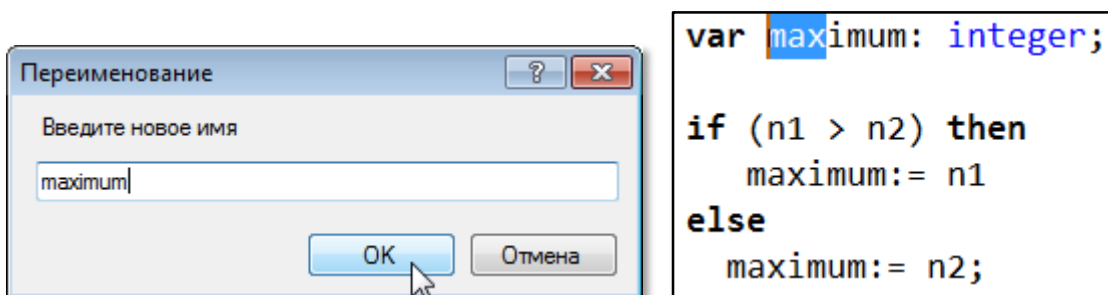 Переименование
Введите новое имя
maximum
OK
Отмена
var maximum: integer;
if (n1 > n2) then
maximum:= n1
else
maximum:= n2;